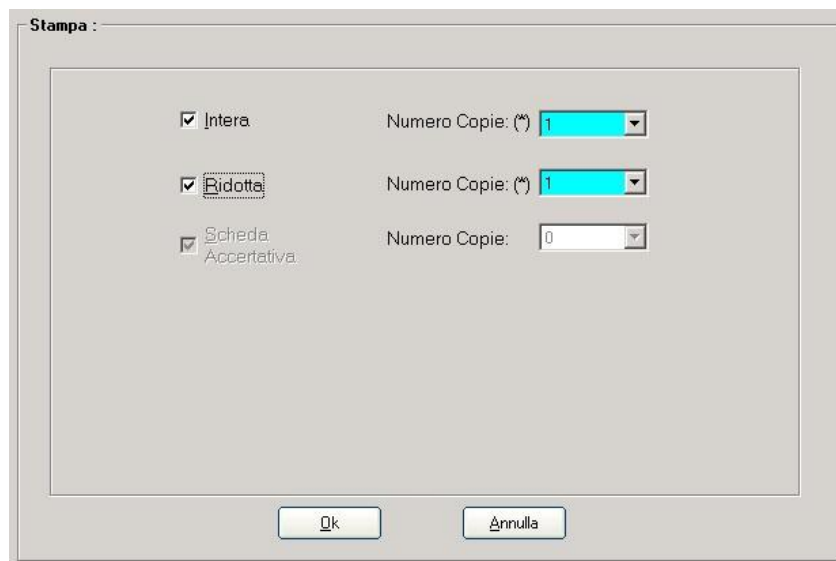 Stampa :
Intera Numero Copie: (*) 1
Ridotta Numero Copie: (*) 1
Scheda
Accertativa Numero Copie: 0
Ok Annulla